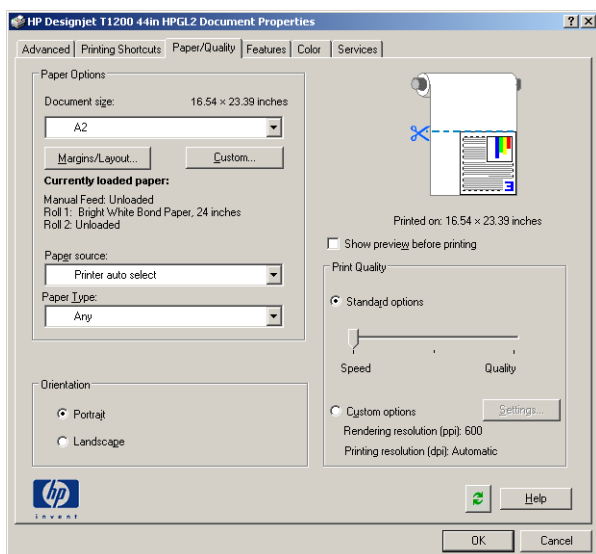 HP Designjet T1200 44in HPGL2 Document Properties
Advanced Printing Shortcuts Paper/Quality Features Color Services
Paper Options
Document size: 16.54 × 23.39 inches
A2
Margins/Layout... Custom...
Currently loaded paper:
Manual Feed: Unloaded
Roll 1: Bright White Bond Paper, 24 inches
Roll 2: Unloaded
Paper source:
Printer auto select
Paper Type:
Any
Orientation
Portrait
Landscape
3
Printed on: 16.54 × 23.39 inches
Show preview before printing
Print Quality
Standard options
Speed Quality
Custom options Settings...
Rendering resolution (ppi): 600
Printing resolution (dpi): Automatic
hp
invent
Help
OK Cancel